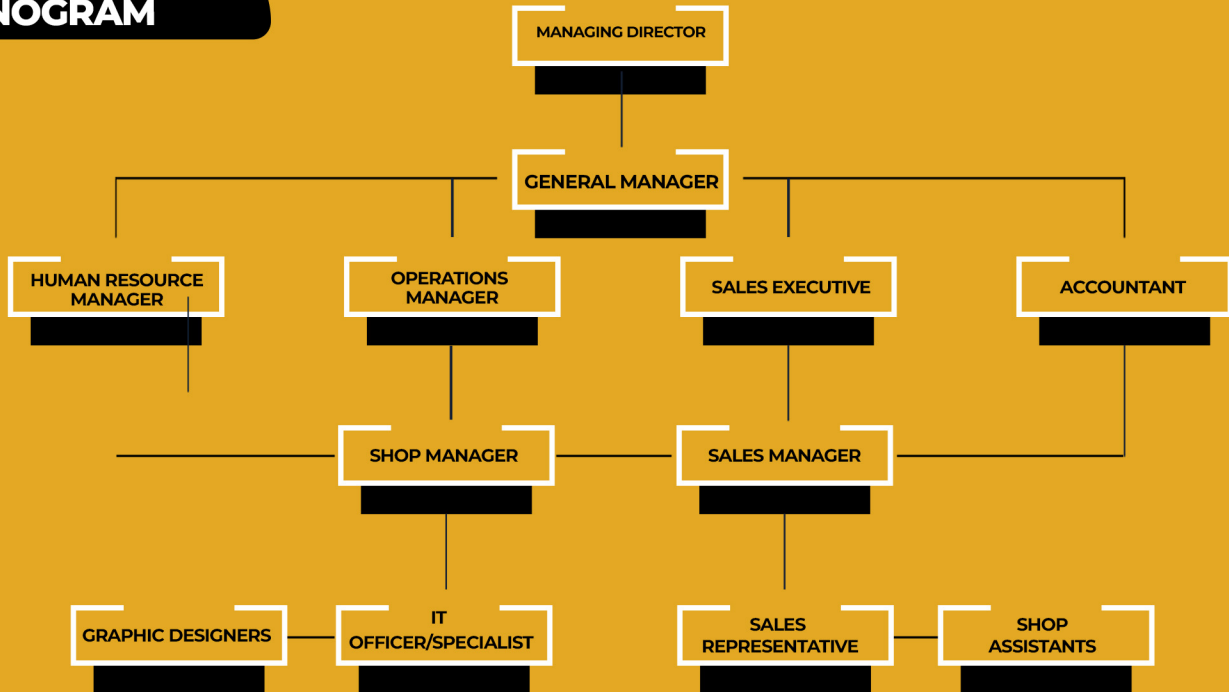 NOGRAM
MANAGING DIRECTOR
GENERAL MANAGER
HUMAN RESOURCE
MANAGER
OPERATIONS
MANAGER
SALES EXECUTIVE
ACCOUNTANT
SHOP MANAGER
SALES MANAGER
GRAPHIC DESIGNERS
IT
OFFICER/SPECIALIST
SALES
REPRESENTATIVE
SHOP
ASSISTANTS